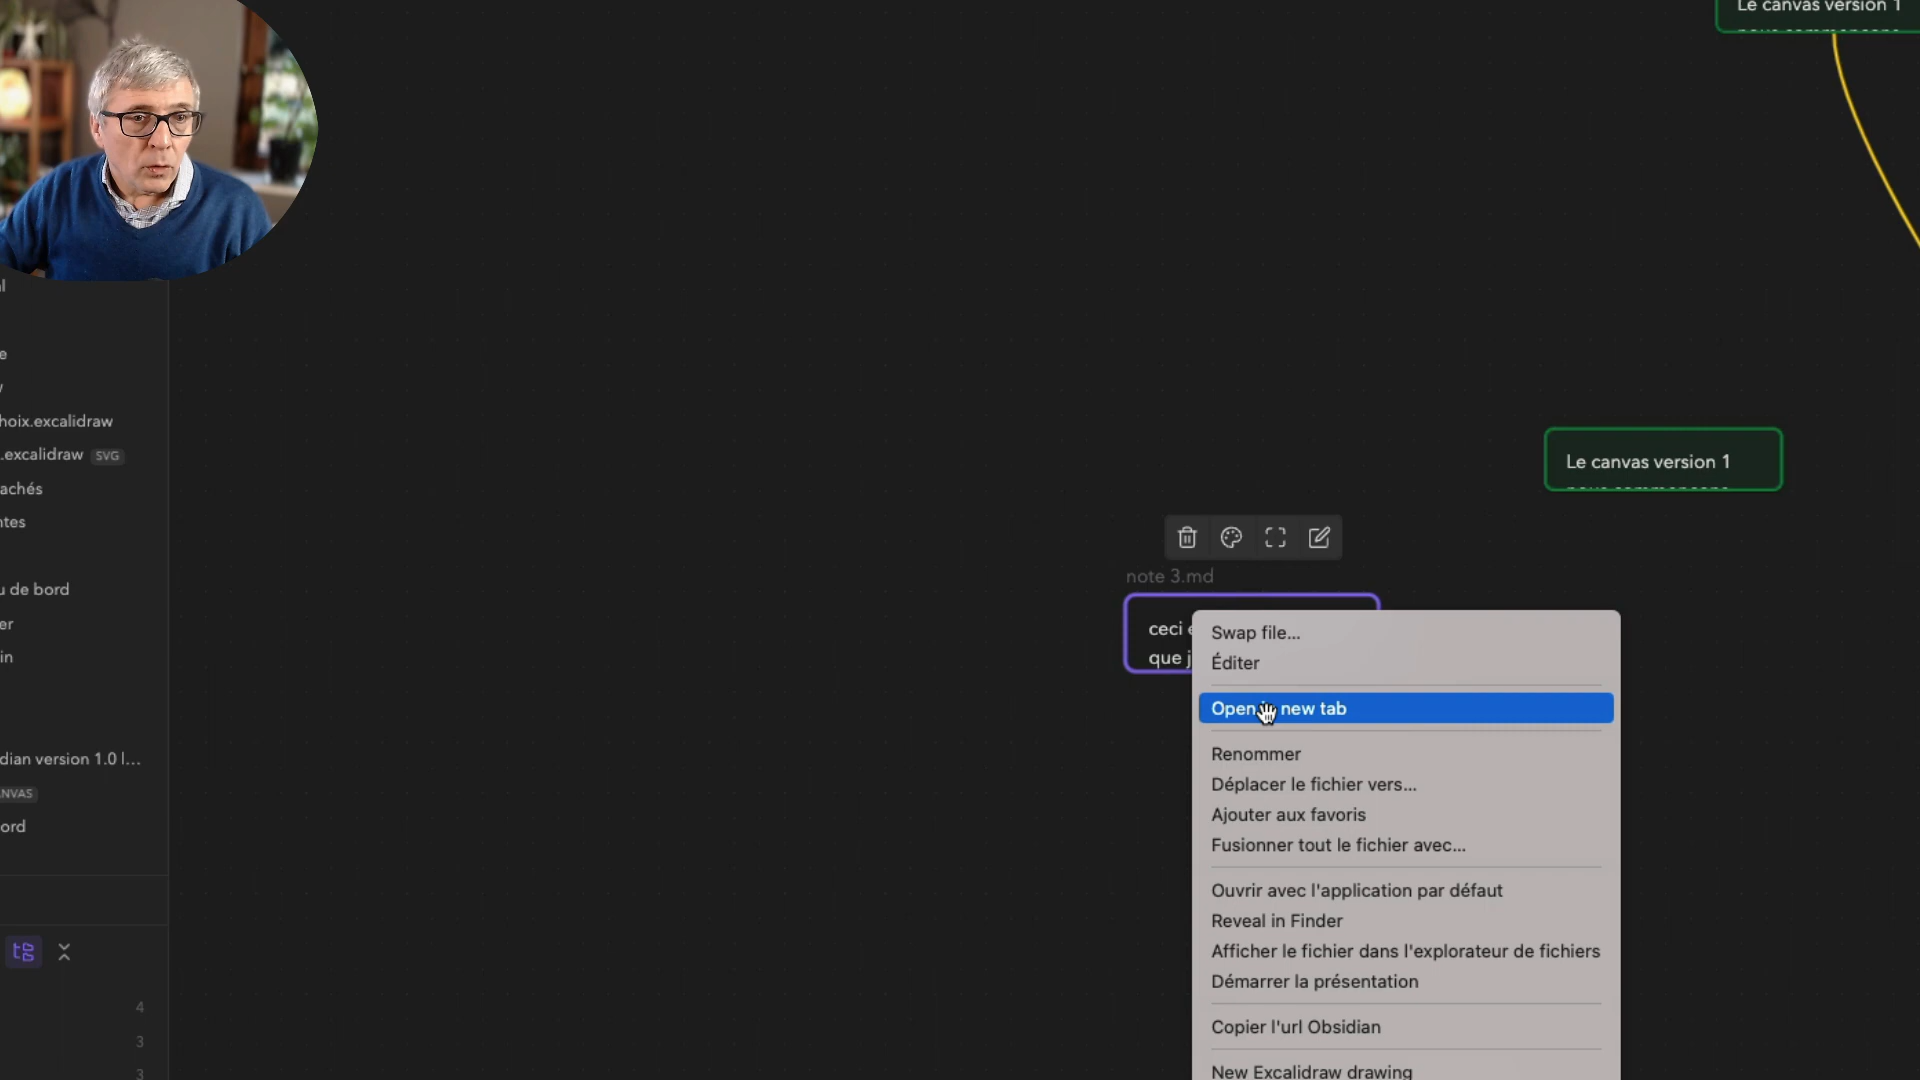 Le canvas version 1
l
e
hoix.excalidraw
.excalidraw SVG
achés
ntes
u de bord
er
in
dian version 1.0 l...
NVAS
ord
4
3
3
Le canvas version 1
note 3.md
ceci e
que j
Swap file...
Éditer
Open new tab
Renommer
Déplacer le fichier vers...
Ajouter aux favoris
Fusionner tout le fichier avec...
Ouvrir avec l'application par défaut
Reveal in Finder
Afficher le fichier dans l'explorateur de fichiers
Démarrer la présentation
Copier l'url Obsidian
New Excalidraw drawing